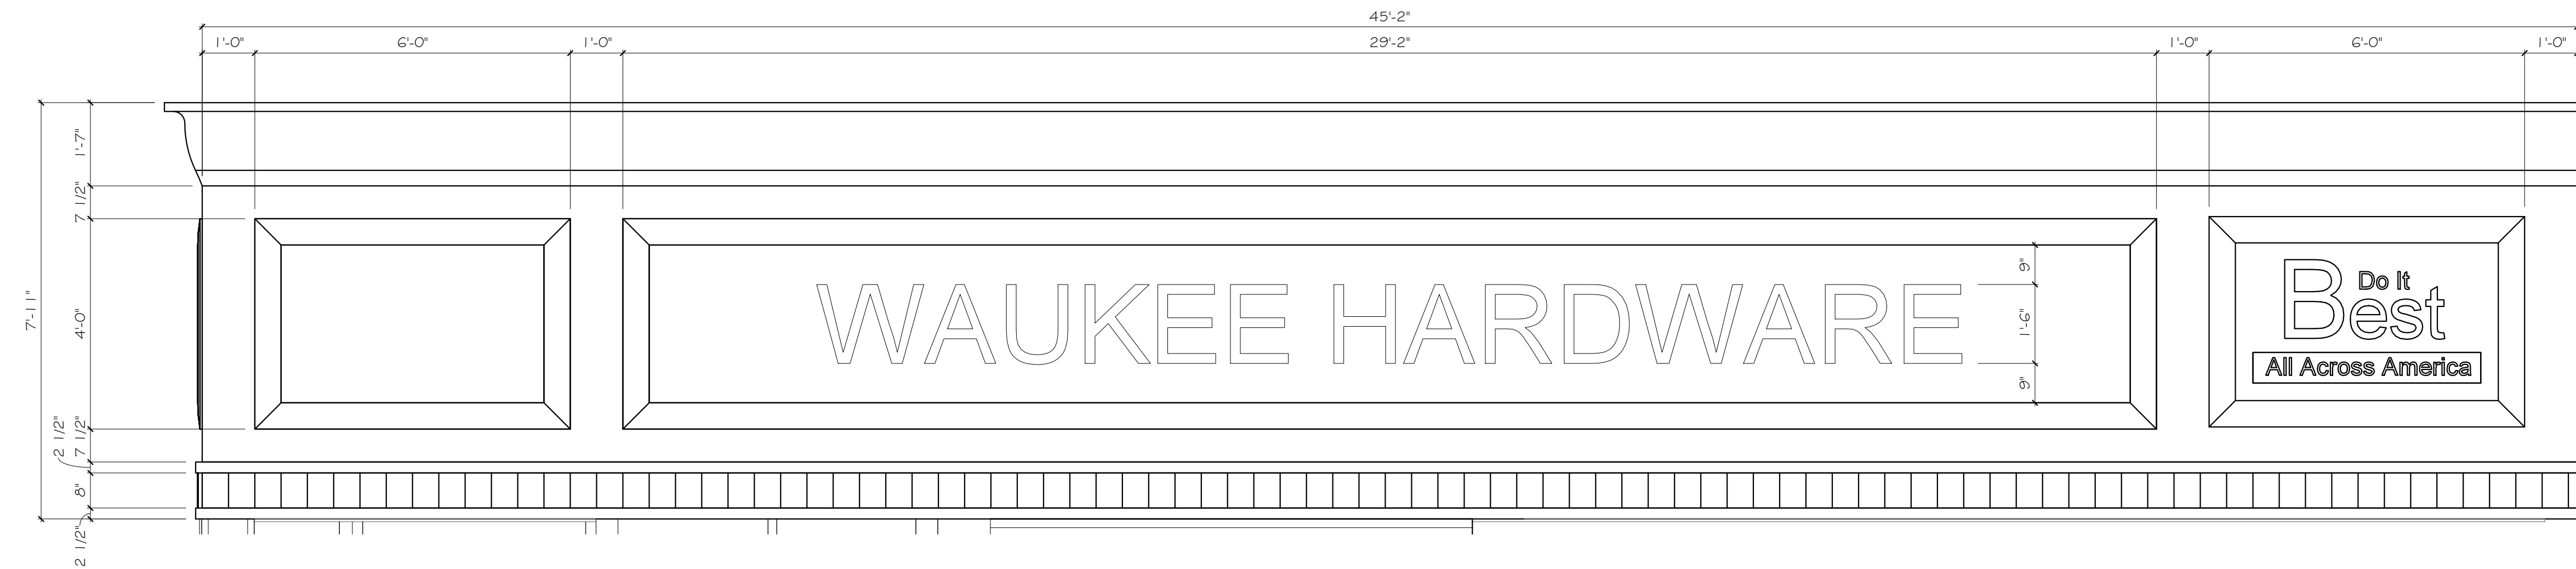 45'-2"
1'-0" 6'-0" 1'-0" 29'-2" 1'-0" 6'-0" 1'-0"
7'-11"
1'-7"
7 1/2"
4'-0"
7 1/2"
2 1/2"
8"
2 1/2"
WAUKEE HARDWARE
9"
1'-6"
9"
Do It
Best
All Across America